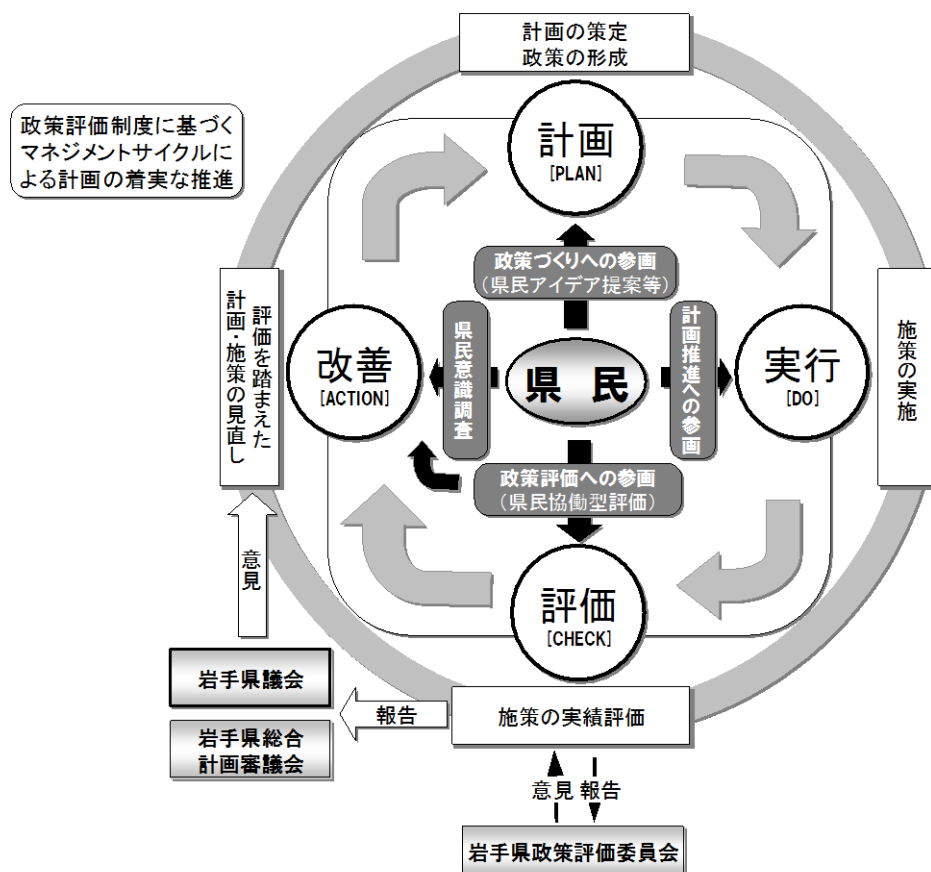 計画の策定
政策の形成
政策評価制度に基づく
マネジメントサイクルに
よる計画の着実な推進
計画
[PLAN]
政策づくりへの参画
（県民アイデア提案等）
評価を踏まえた
計画・施策の見直し
改善
[ACTION]
県民意識調査
県民
計画推進への参画
実行
[DO]
施策の実施
政策評価への参画
（県民協働型評価）
意見
評価
[CHECK]
岩手県議会
報告
施策の実績評価
岩手県総合
計画審議会
意見
報告
岩手県政策評価委員会